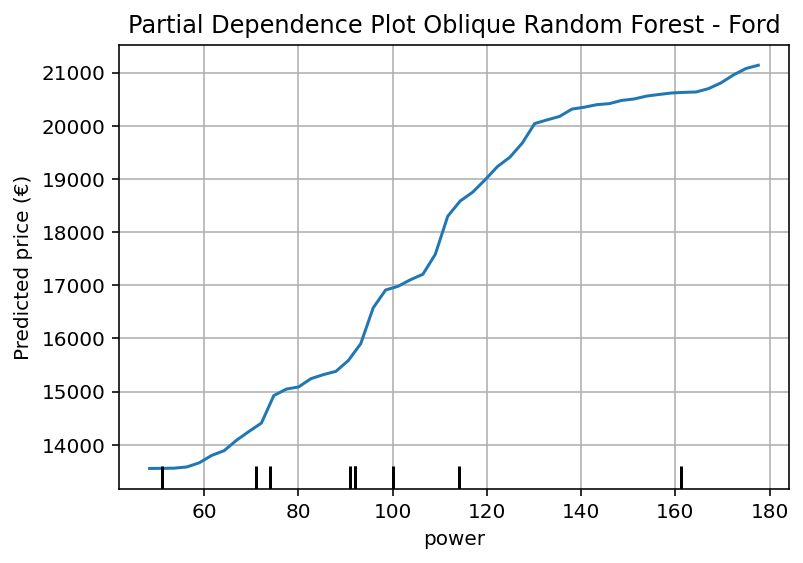 Partial Dependence Plot Oblique Random Forest - Ford
Predicted price (€)
21000
20000
19000
18000
17000
16000
15000
14000
60 80 100 120 140 160 180
power